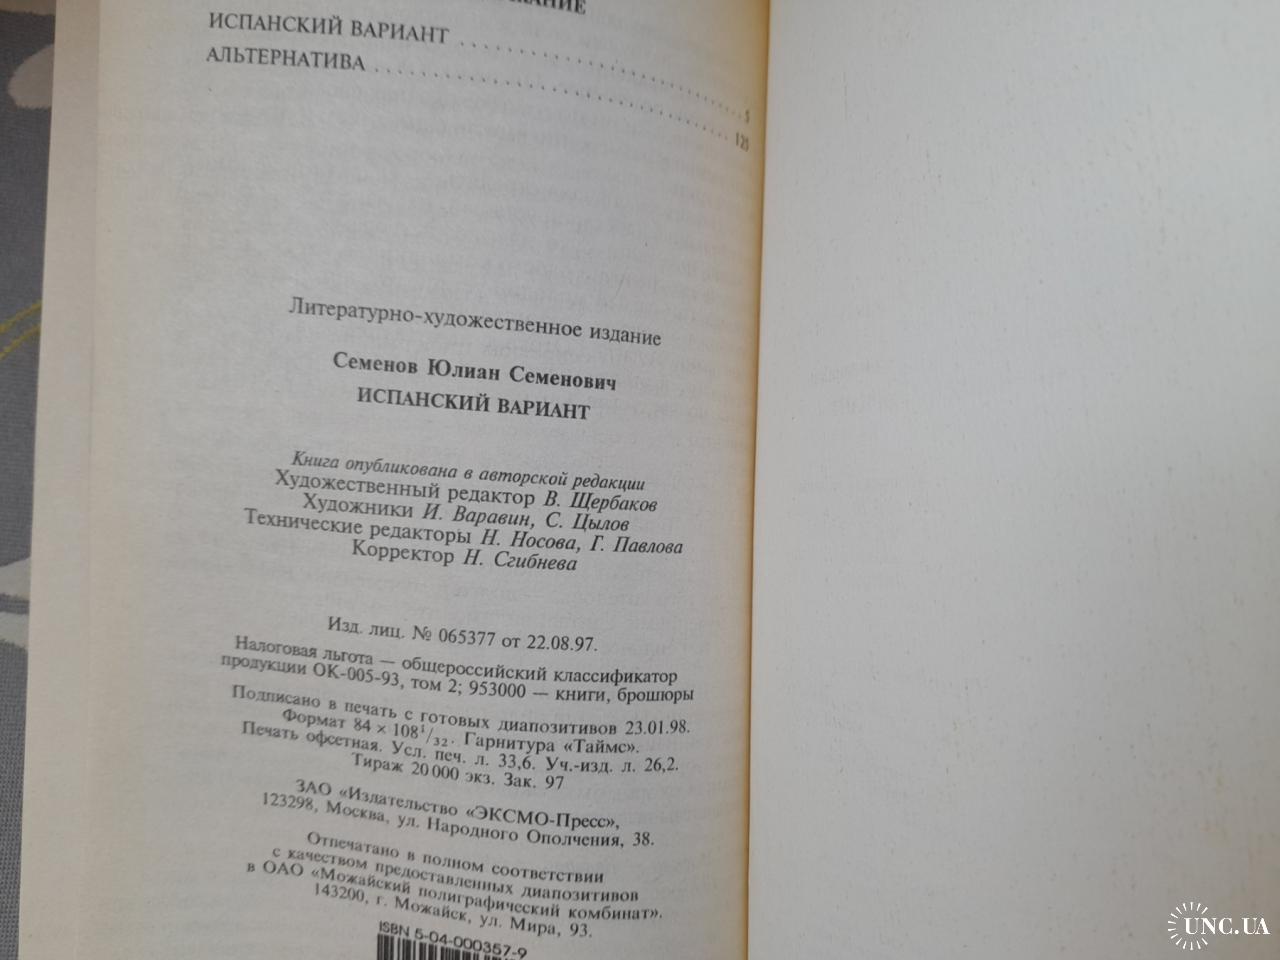 ИСПАНСКИЙ ВАРИАНТ . . . . . . . . . . . . . . . . . . . . . . . . . 5
АЛЬТЕРНАТИВА . . . . . . . . . . . . . . . . . . . . . . . . . . . . . .
Литературно-художественное издание
Семенов Юлиан Семенович
ИСПАНСКИЙ ВАРИАНТ
Книга опубликована в авторской редакции
Художественный редактор В. Щербаков
Художники И. Варавин, С. Цылов
Технические редакторы Н. Носова, Г. Павлова
Корректор Н. Сгибнева
Изд. лиц. № 065377 от 22.08.97.
Налоговая льгота — общероссийский классификатор
продукции ОК-005-93, том 2; 953000 — книги, брошюры
Подписано в печать с готовых диапозитивов 23.01.98.
Формат 84 × 108 1/32. Гарнитура «Таймс».
Печать офсетная. Усл. печ. л. 33,6. Уч.-изд. л. 26,2.
Тираж 20 000 экз. Зак. 97
ЗАО «Издательство «ЭКСМО-Пресс»,
123298, Москва, ул. Народного Ополчения, 38.
Отпечатано в полном соответствии
с качеством предоставленных диапозитивов
в ОАО «Можайский полиграфический комбинат».
143200, г. Можайск, ул. Мира, 93.
ISBN 5-04-000357-9
UNC.UA